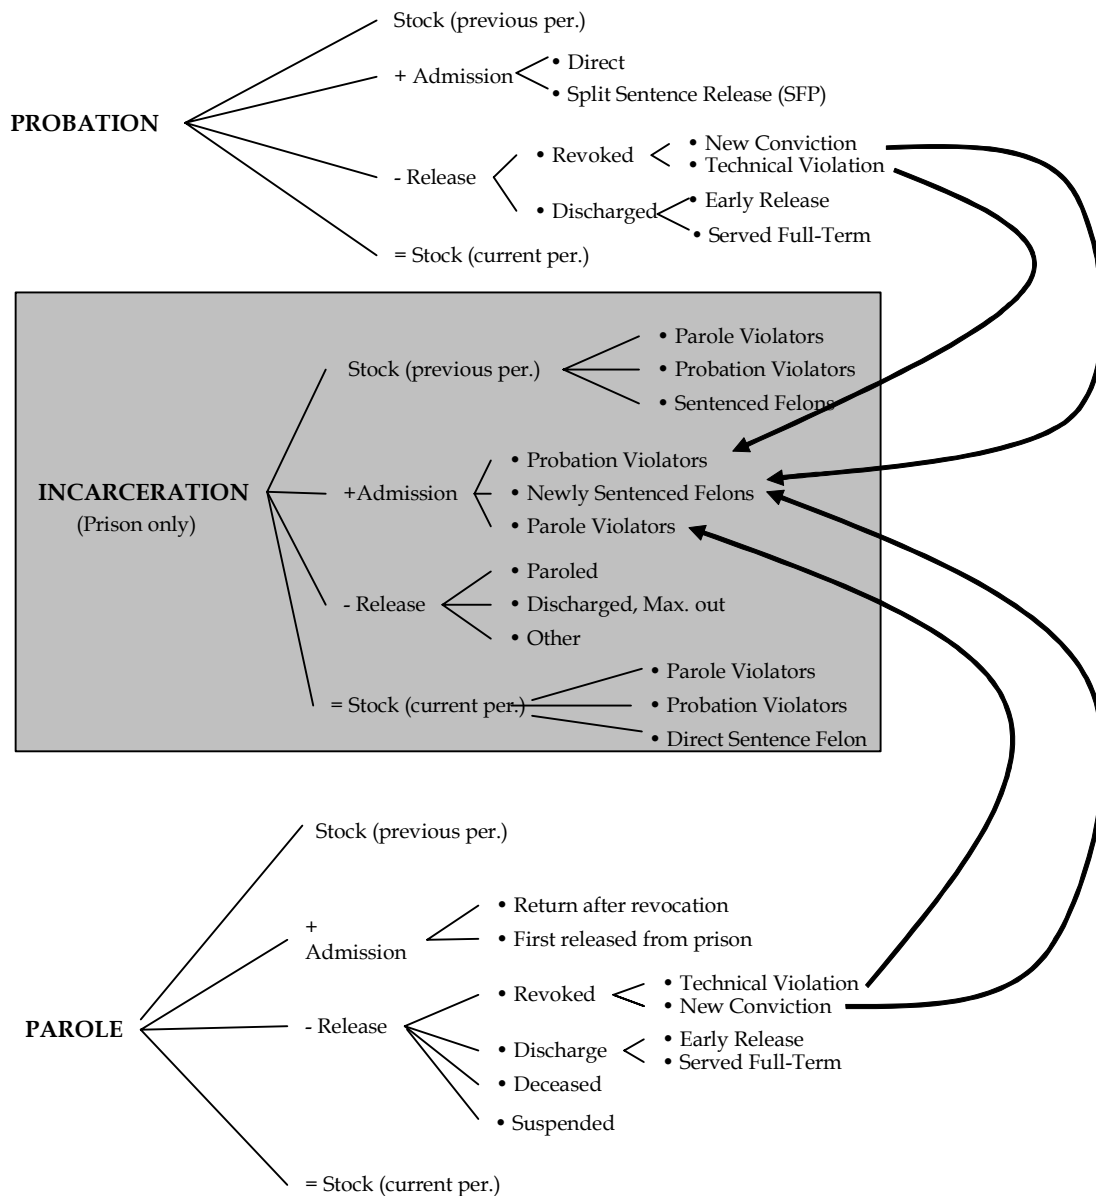 Stock (previous per.)
+ Admission
• Direct
• Split Sentence Release (SFP)
PROBATION
- Release
• Revoked
• New Conviction
• Technical Violation
• Discharged
• Early Release
• Served Full-Term
= Stock (current per.)
Stock (previous per.)
• Parole Violators
• Probation Violators
• Sentenced Felons
INCARCERATION
(Prison only)
+Admission
• Probation Violators
• Newly Sentenced Felons
• Parole Violators
- Release
• Paroled
• Discharged, Max. out
• Other
= Stock (current per.)
• Parole Violators
• Probation Violators
• Direct Sentence Felon
Stock (previous per.)
+
Admission
• Return after revocation
• First released from prison
PAROLE
- Release
• Revoked
• Technical Violation
• New Conviction
• Discharge
• Early Release
• Served Full-Term
• Deceased
• Suspended
= Stock (current per.)